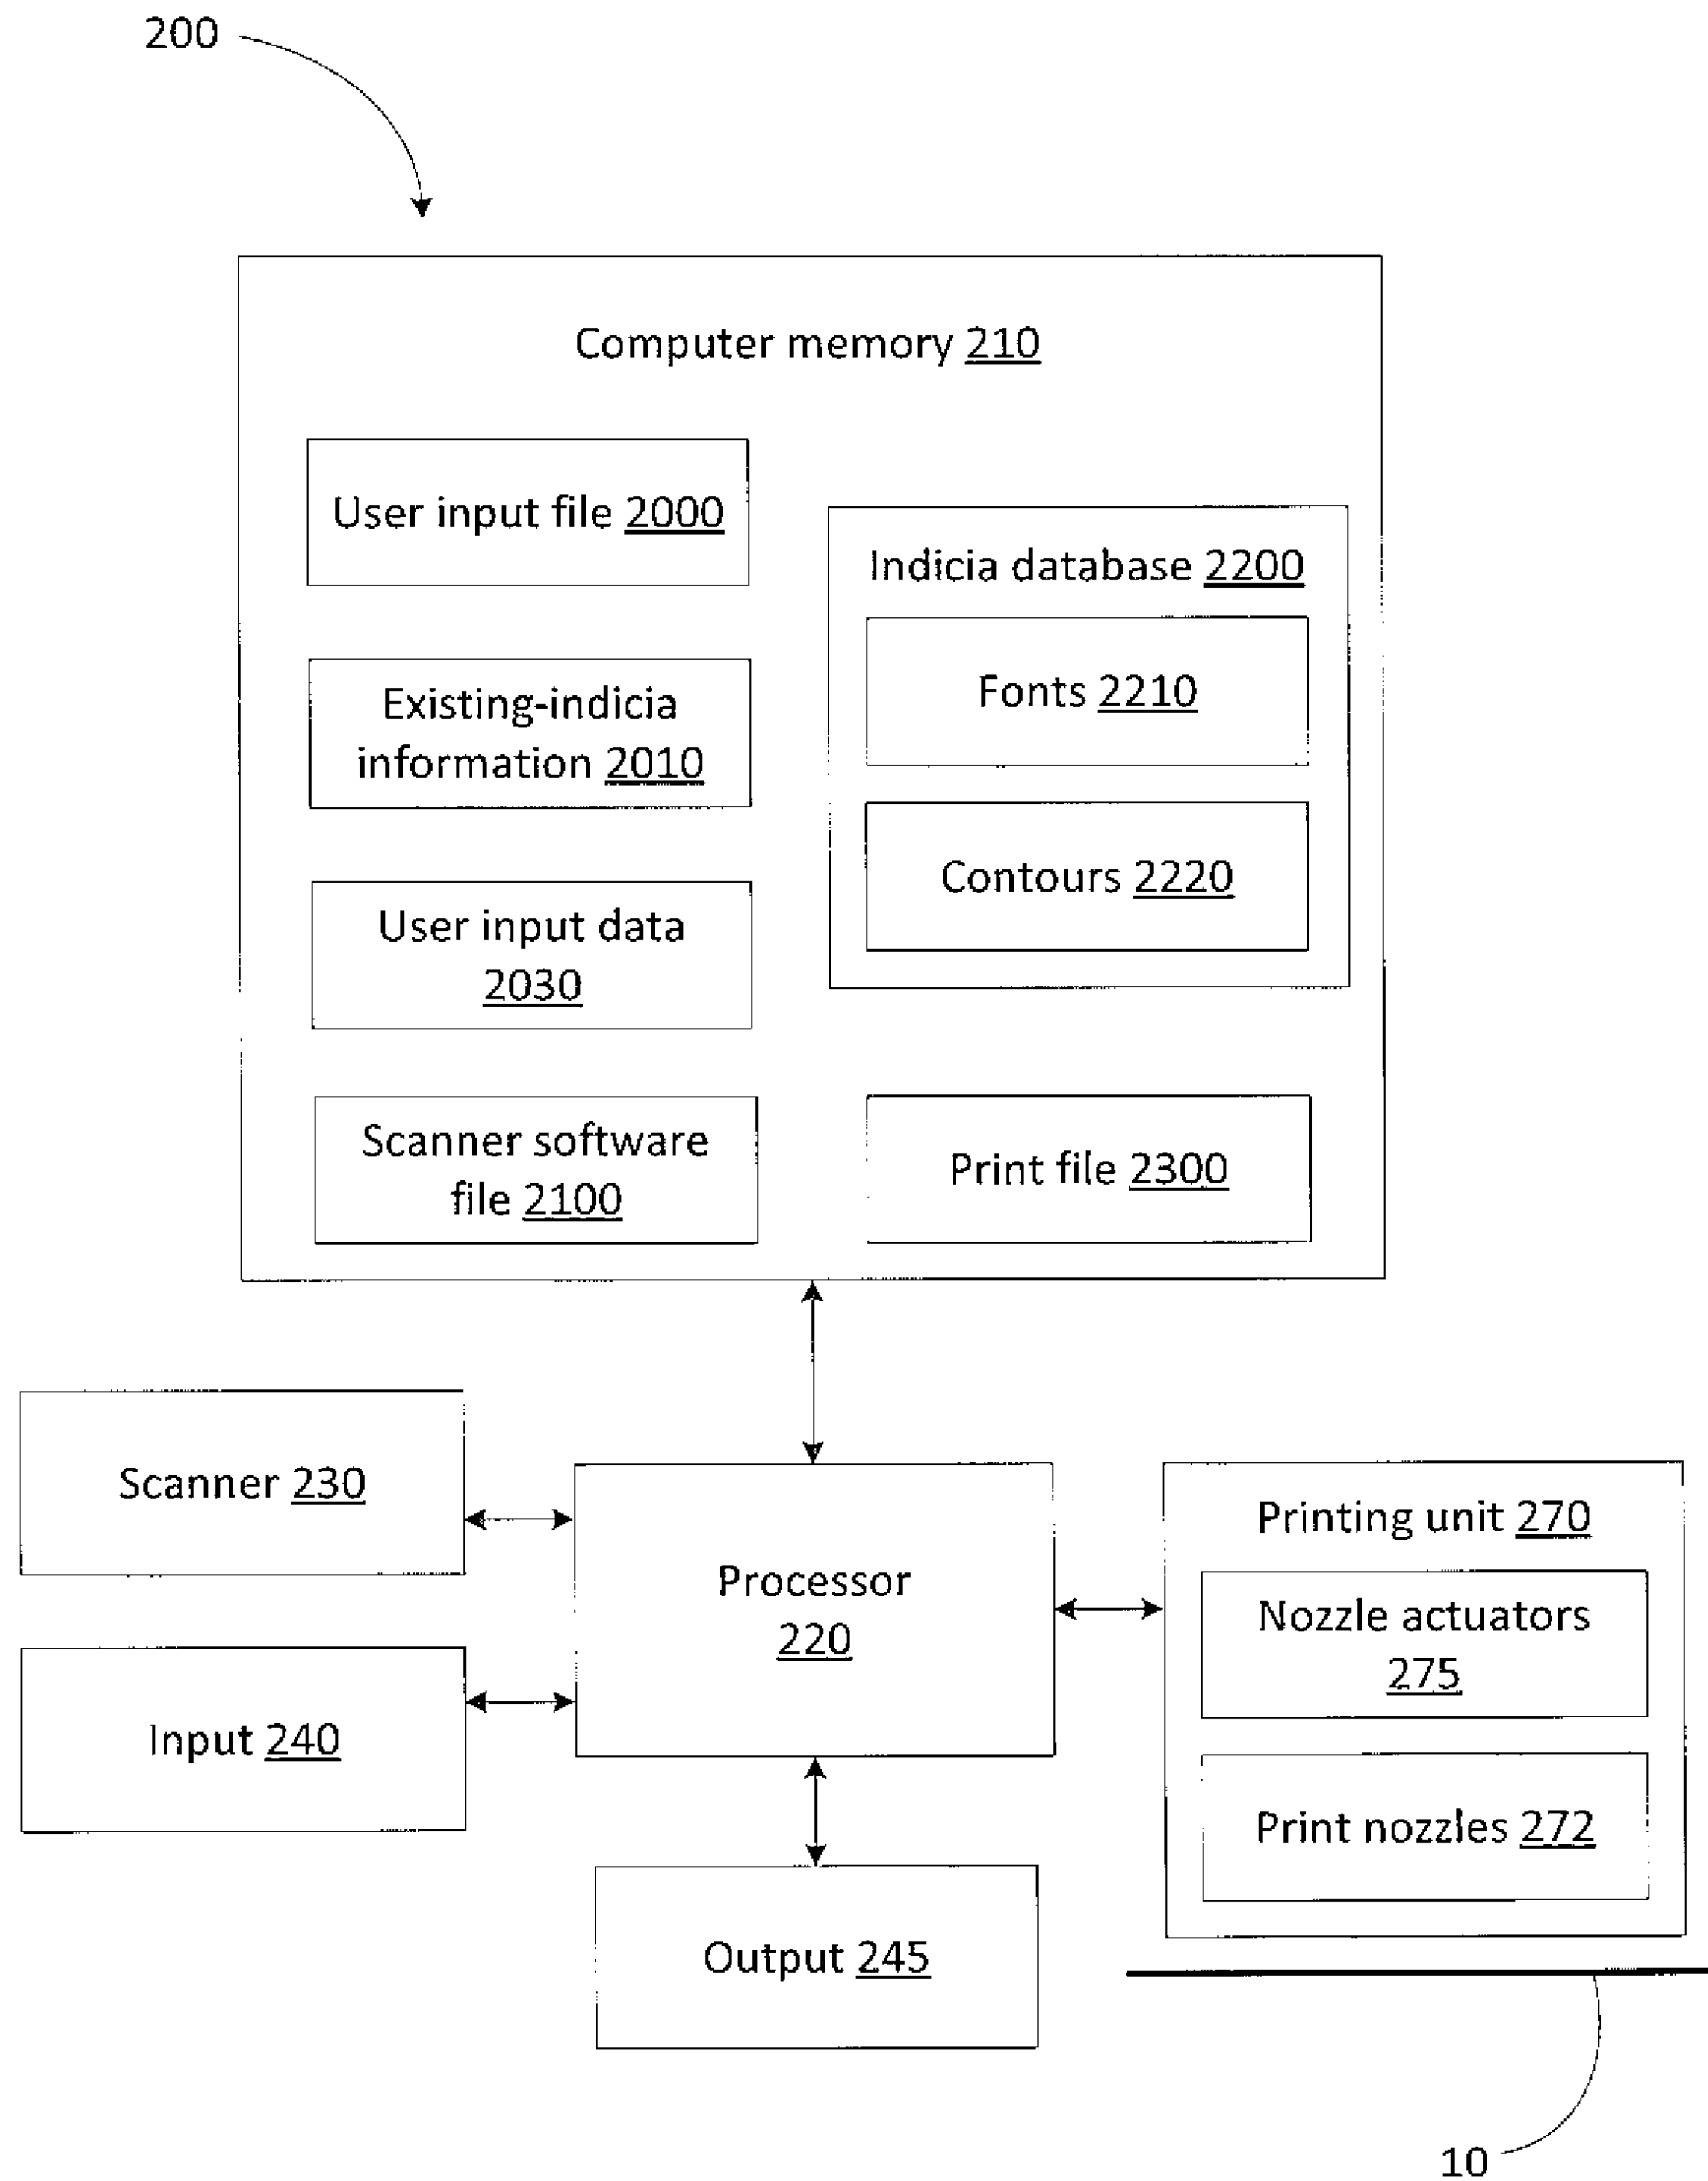 200
Computer memory 210
User input file 2000
Existing-indicia
information 2010
User input data
2030
Scanner software
file 2100
Indicia database 2200
Fonts 2210
Contours 2220
Print file 2300
Scanner 230
Input 240
Processor
220
Output 245
Printing unit 270
Nozzle actuators
275
Print nozzles 272
10